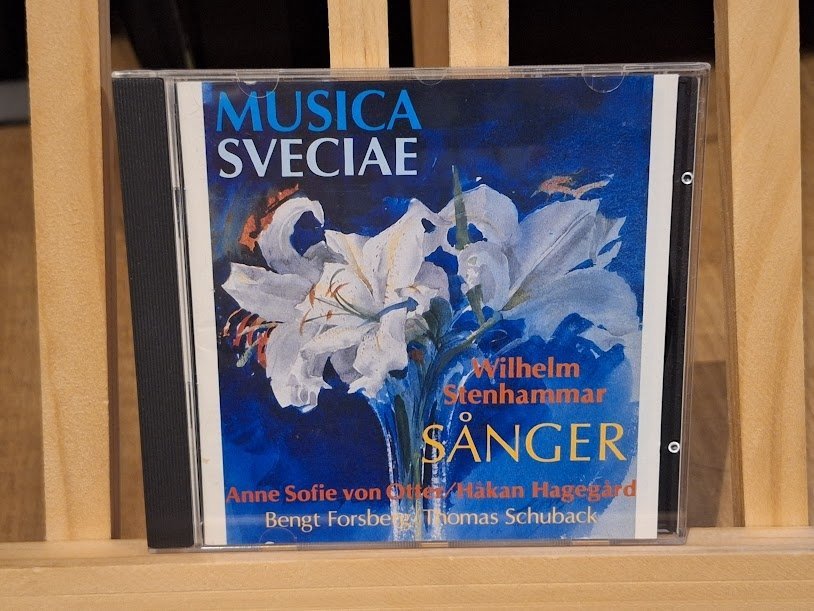 MUSICA
SVECIAE
Wilhelm
Stenhammar
SÅNGER
Anne Sofie von Otter/Håkan Hagegård
Bengt Forsberg/Thomas Schuback